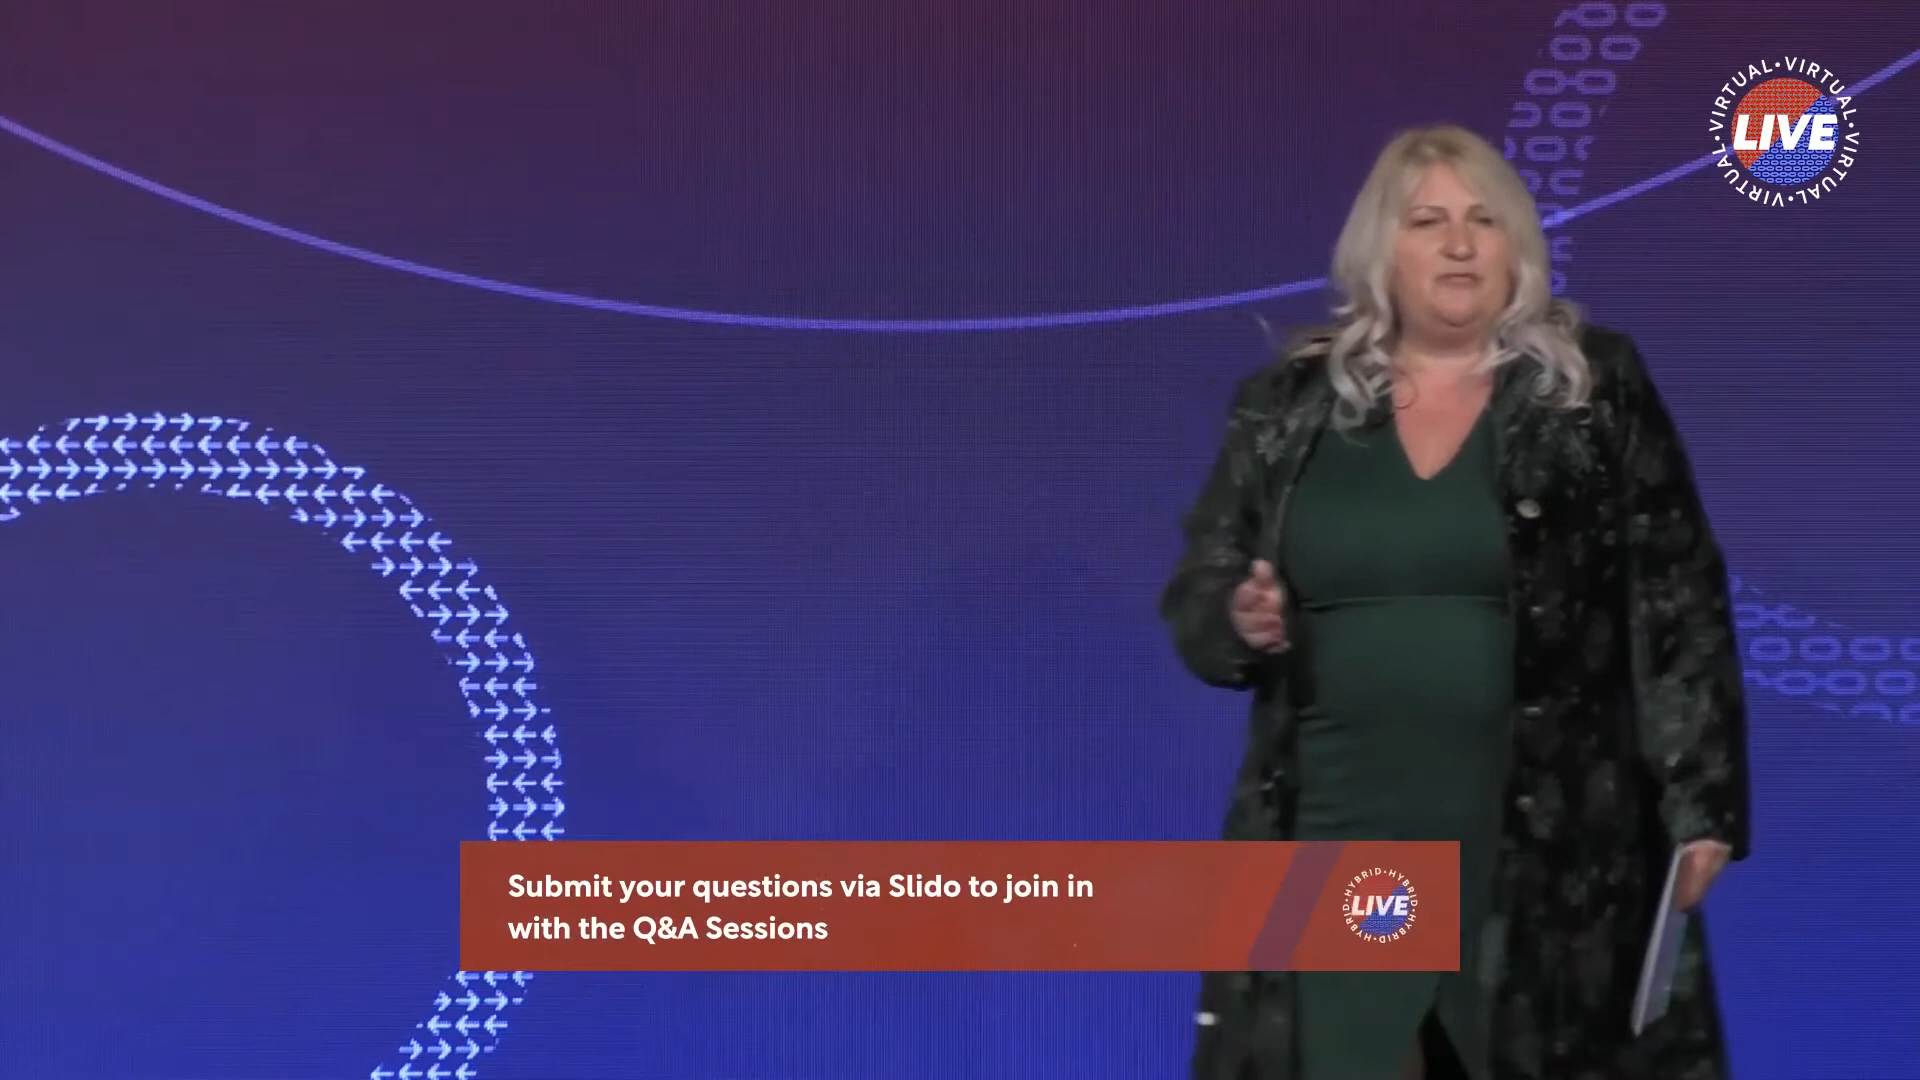 VIRTUAL•VIRTUAL•VIRTUAL•VIRTUAL•
LIVE
Submit your questions via Slido to join in
with the Q&A Sessions
HYBRID•HYBRID•HYBRID•HYBRID•
LIVE